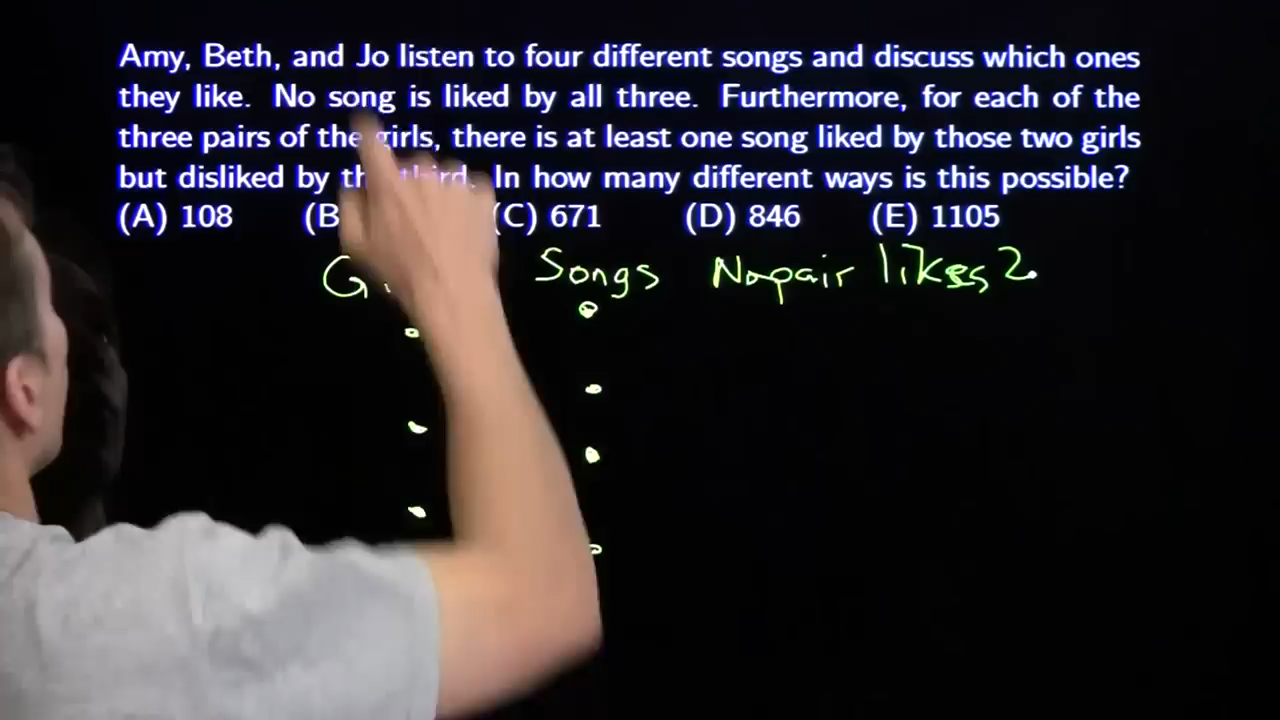 Amy, Beth, and Jo listen to four different songs and discuss which ones
they like. No song is liked by all three. Furthermore, for each of the
three pairs of the girls, there is at least one song liked by those two girls
but disliked by the third. In how many different ways is this possible?
(A) 108 (B (C) 671 (D) 846 (E) 1105
G Songs No pair likes 2